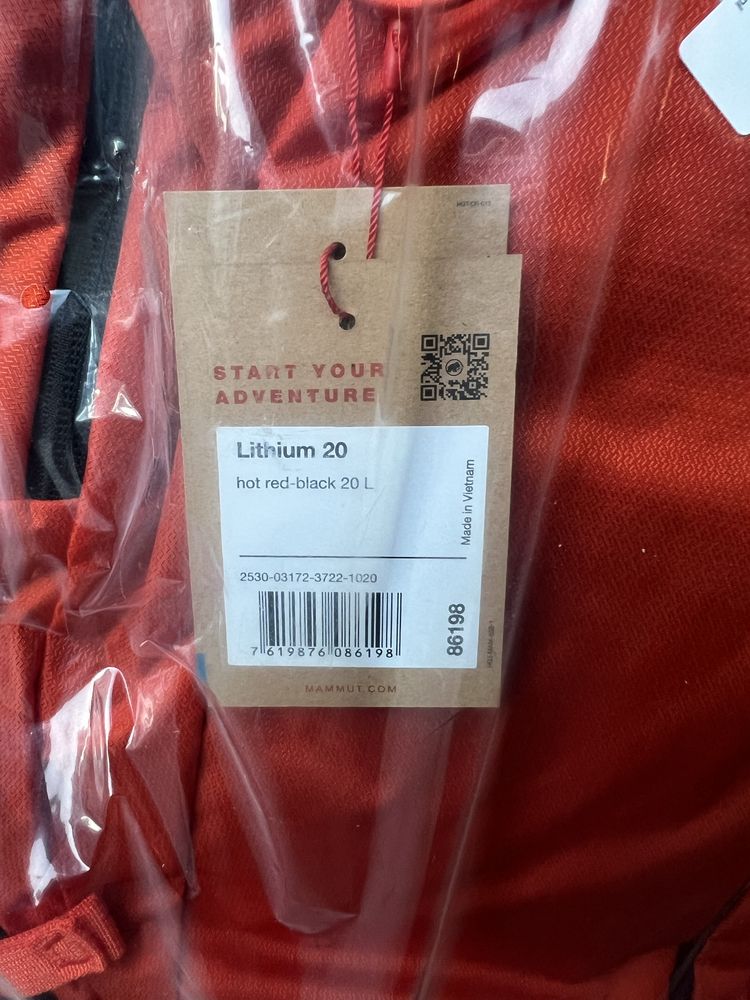 START YOUR
ADVENTURE
Lithium 20
hot red-black 20 L
Made in Vietnam
2530-03172-3722-1020
7 619876 086198
86198
MAMMUT.COM